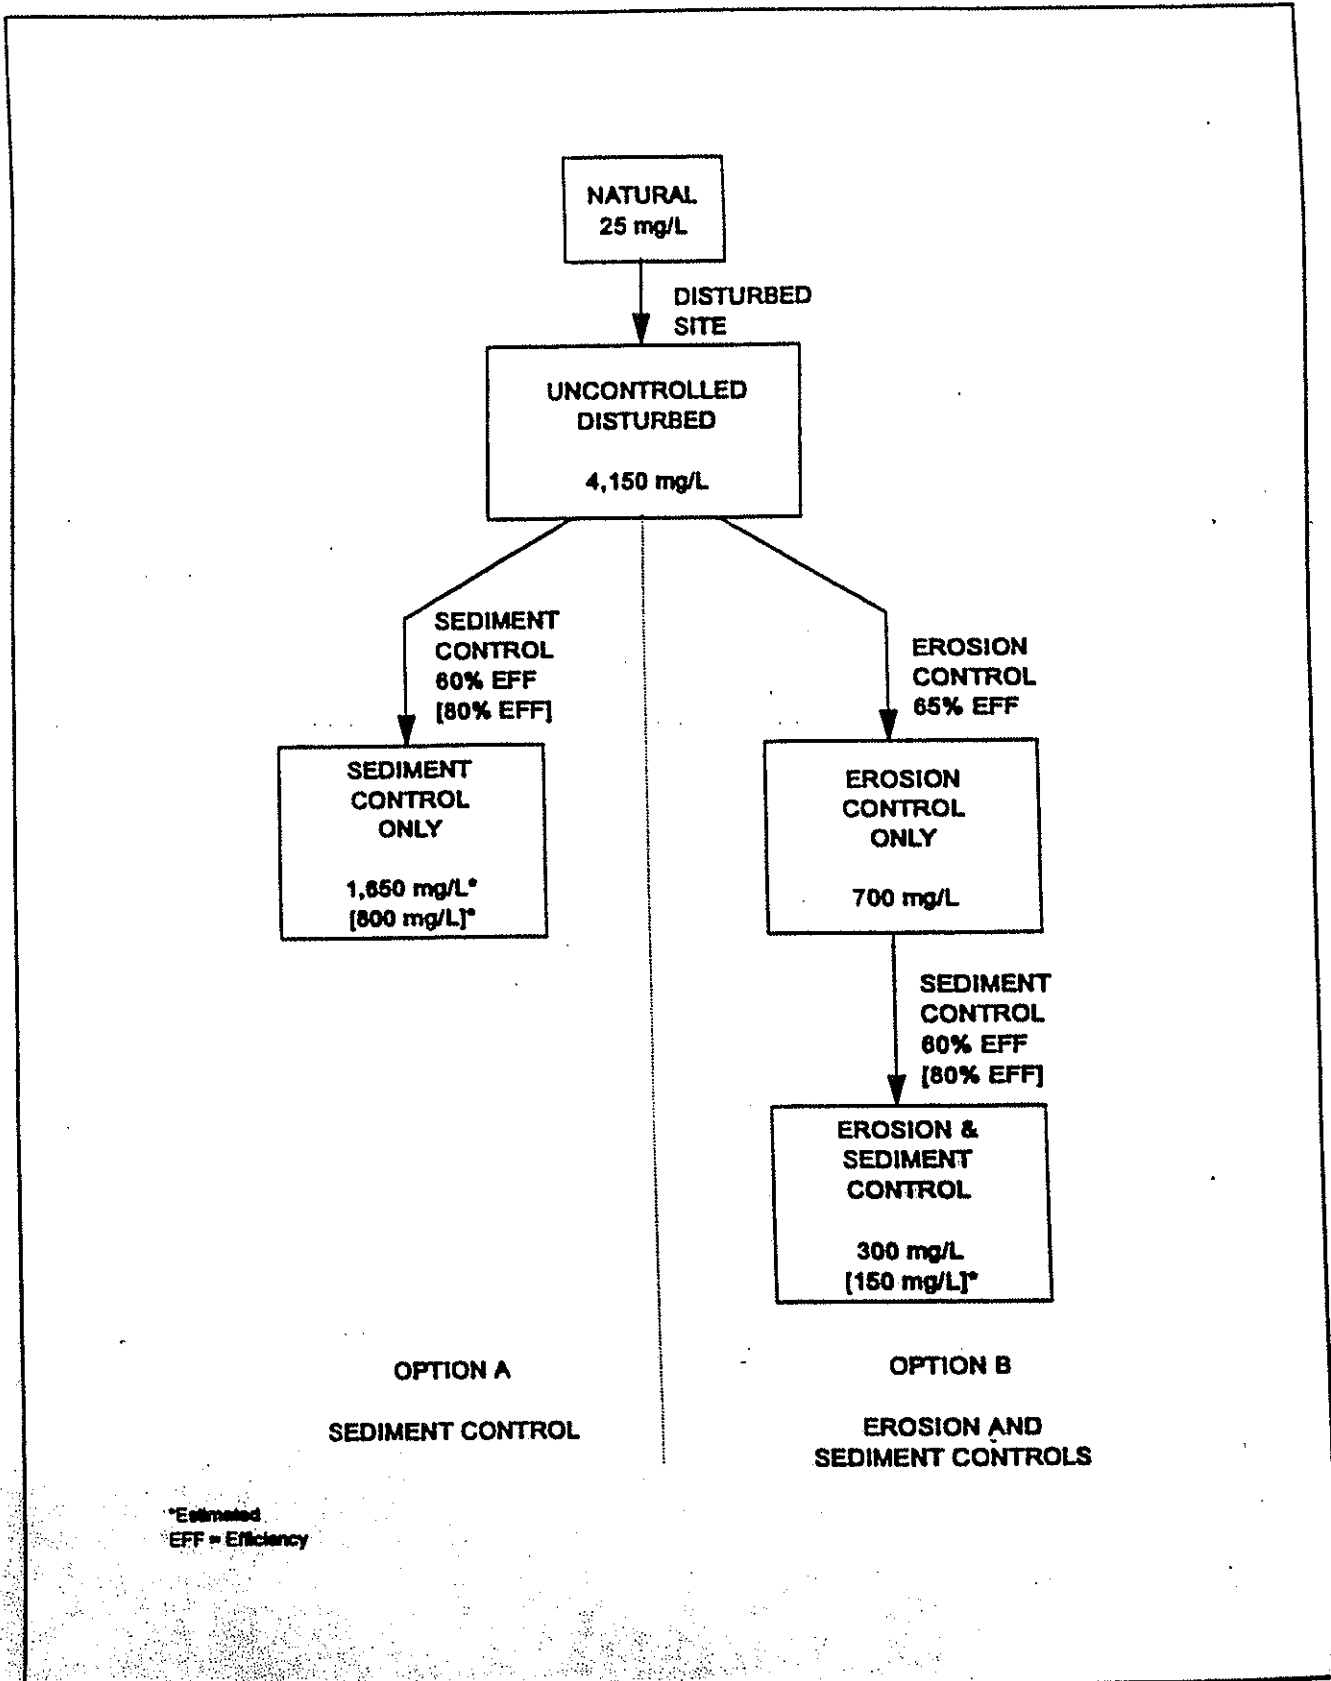 NATURAL
25 mg/L
DISTURBED
SITE
UNCONTROLLED
DISTURBED
4,150 mg/L
SEDIMENT
CONTROL
60% EFF
[80% EFF]
EROSION
CONTROL
65% EFF
SEDIMENT
CONTROL
ONLY
1,650 mg/L*
[800 mg/L]*
EROSION
CONTROL
ONLY
700 mg/L
SEDIMENT
CONTROL
60% EFF
[80% EFF]
EROSION &
SEDIMENT
CONTROL
300 mg/L
[150 mg/L]*
OPTION A
SEDIMENT CONTROL
OPTION B
EROSION AND
SEDIMENT CONTROLS
*Estimated
EFF = Efficiency